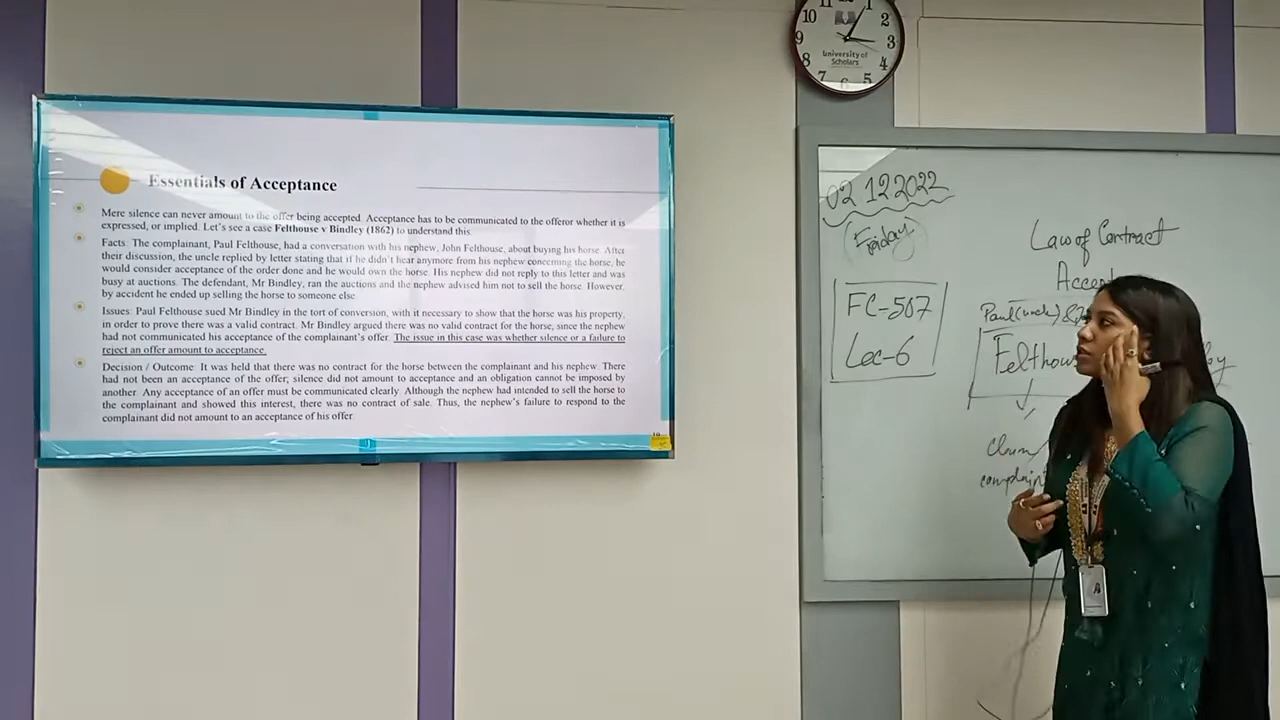 Essentials of Acceptance
Mere silence can never amount to the offer being accepted. Acceptance has to be communicated to the offeror whether it is
expressed, or implied. Let's see a case Felthouse v Bindley (1862) to understand this.
Facts: The complainant, Paul Felthouse, had a conversation with his nephew, John Felthouse, about buying his horse. After
their discussion, the uncle replied by letter stating that if he didn't hear anymore from his nephew concerning the horse, he
would consider acceptance of the order done and he would own the horse. His nephew did not reply to this letter and was
busy at auctions. The defendant, Mr Bindley, ran the auctions and the nephew advised him not to sell the horse. However,
by accident he ended up selling the horse to someone else.
Issues: Paul Felthouse sued Mr Bindley in the tort of conversion, with it necessary to show that the horse was his property,
in order to prove there was a valid contract. Mr Bindley argued there was no valid contract for the horse, since the nephew
had not communicated his acceptance of the complainant's offer. The issue in this case was whether silence or a failure to
reject an offer amount to acceptance.
Decision / Outcome: It was held that there was no contract for the horse between the complainant and his nephew. There
had not been an acceptance of the offer; silence did not amount to acceptance and an obligation cannot be imposed by
another. Any acceptance of an offer must be communicated clearly. Although the nephew had intended to sell the horse to
the complainant and showed this interest, there was no contract of sale. Thus, the nephew's failure to respond to the
complainant did not amount to an acceptance of his offer.
11 1
10 2
9 3
8 4
7 6 5
University of
Scholars
02 12 2022
Friday
FC-507
Lec-6
Law of Contract
Accep
Paul (uncle)
Felthous
complain